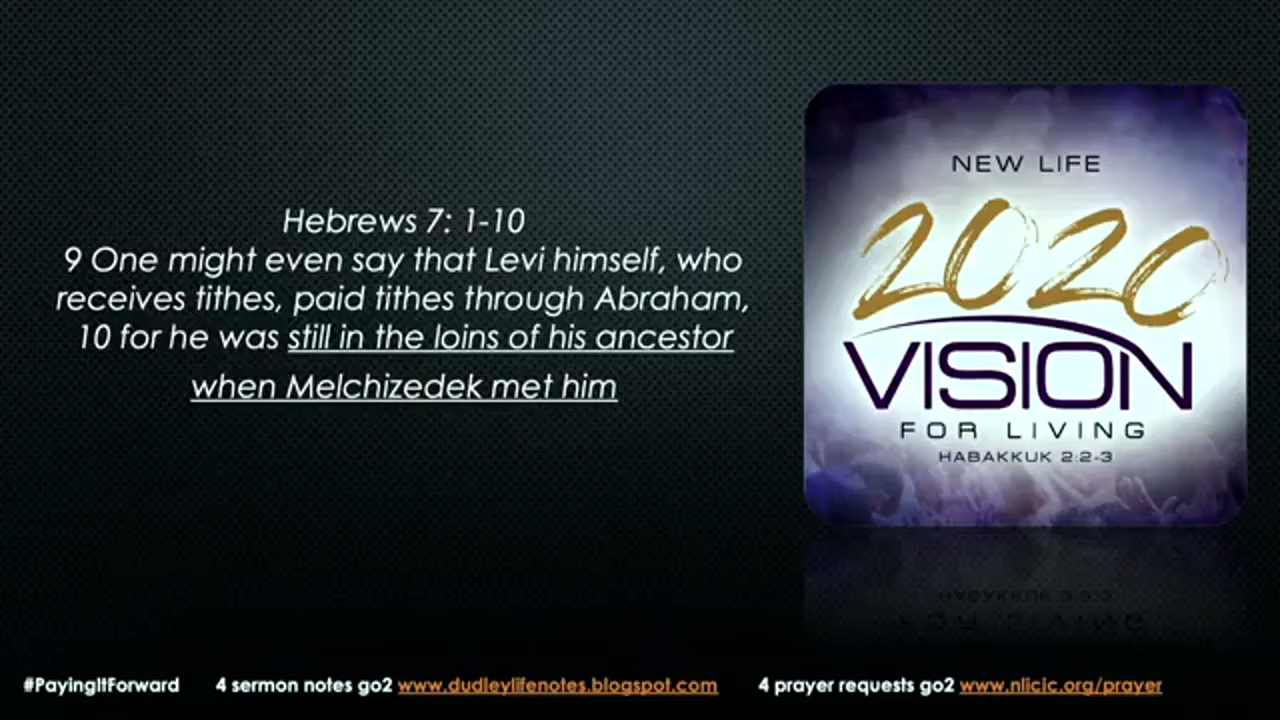 Hebrews 7: 1-10
9 One might even say that Levi himself, who
receives tithes, paid tithes through Abraham,
10 for he was still in the loins of his ancestor
when Melchizedek met him
NEW LIFE
2020
VISION
FOR LIVING
HABAKKUK 2:2-3
#PayingItForward 4 sermon notes go2 www.dudleylifenotes.blogspot.com 4 prayer requests go2 www.nlicic.org/prayer